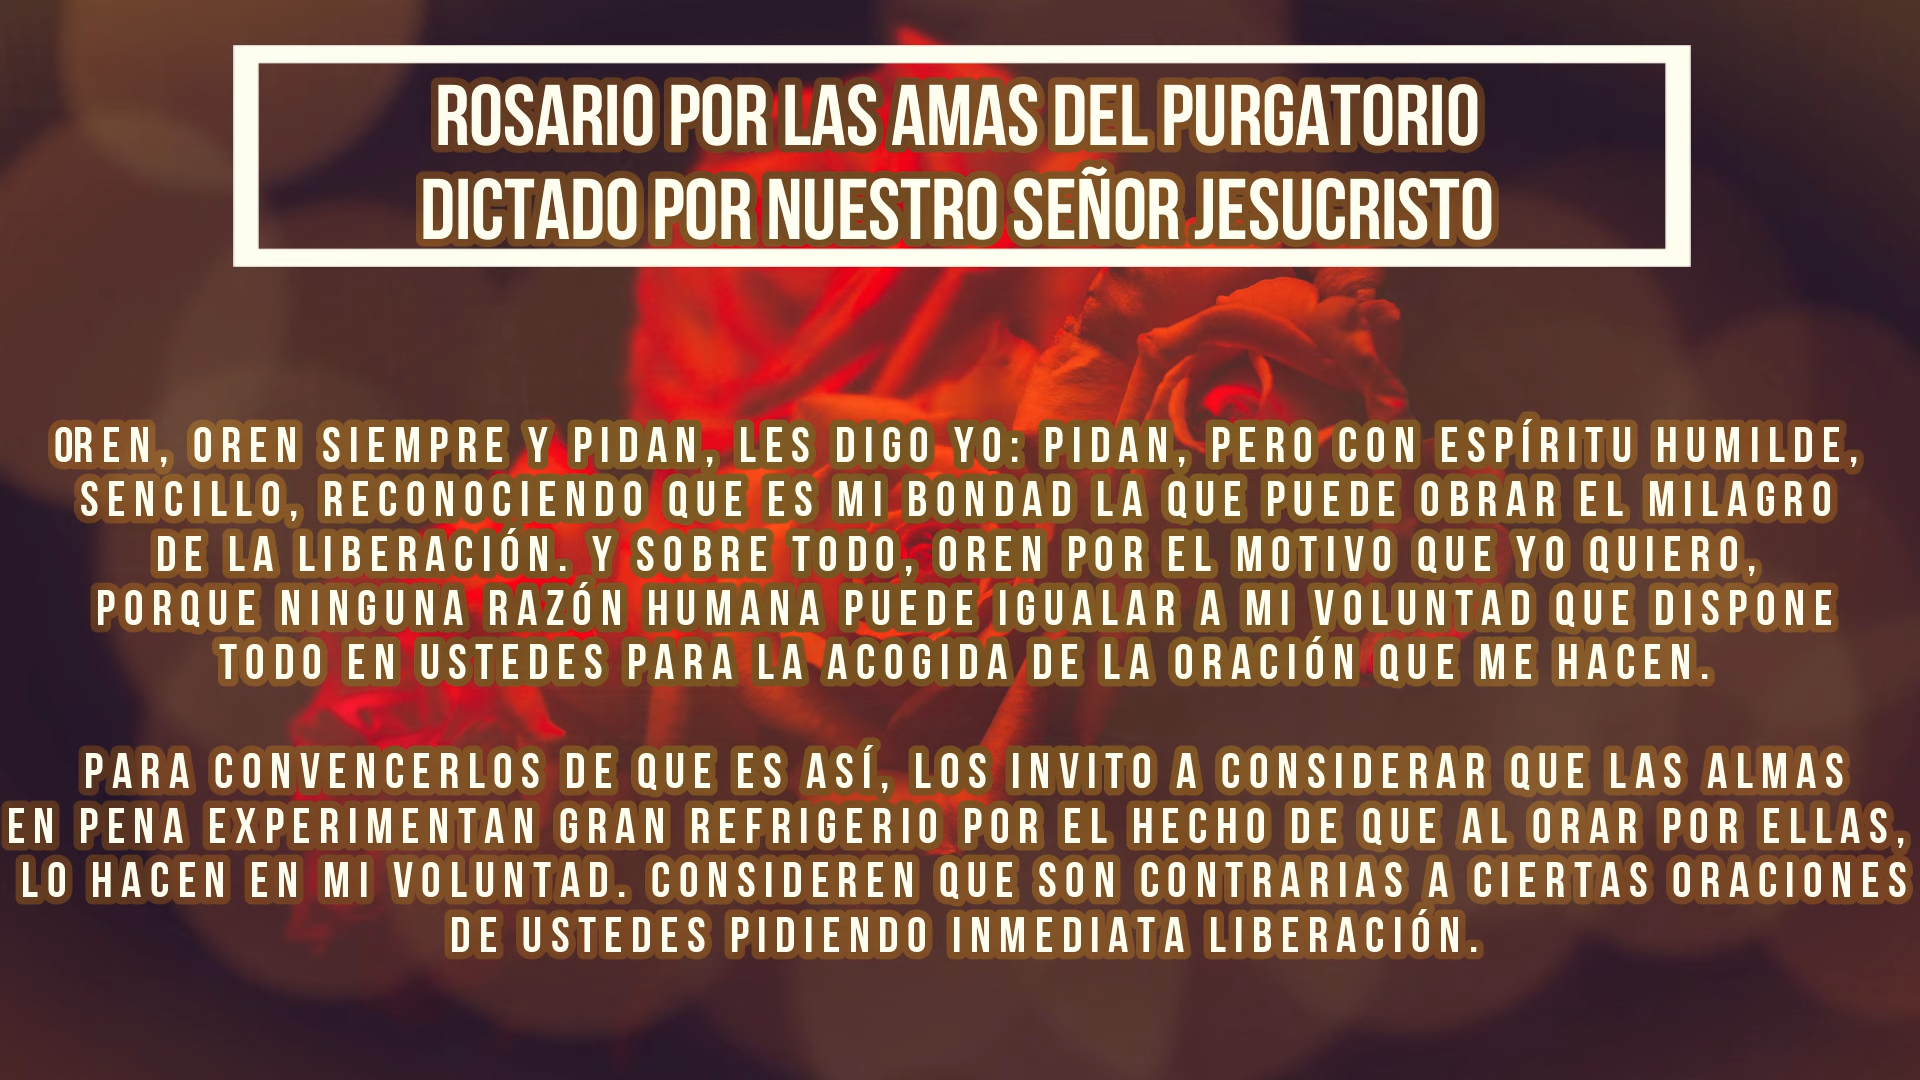 ROSARIO POR LAS AMAS DEL PURGATORIO
DICTADO POR NUESTRO SEÑOR JESUCRISTO
OREN, OREN SIEMPRE Y PIDAN, LES DIGO YO: PIDAN, PERO CON ESPÍRITU HUMILDE,
SENCILLO, RECONOCIENDO QUE ES MI BONDAD LA QUE PUEDE OBRAR EL MILAGRO
DE LA LIBERACIÓN. Y SOBRE TODO, OREN POR EL MOTIVO QUE YO QUIERO,
PORQUE NINGUNA RAZÓN HUMANA PUEDE IGUALAR A MI VOLUNTAD QUE DISPONE
TODO EN USTEDES PARA LA ACOGIDA DE LA ORACIÓN QUE ME HACEN.
PARA CONVENCERLOS DE QUE ES ASÍ, LOS INVITO A CONSIDERAR QUE LAS ALMAS
EN PENA EXPERIMENTAN GRAN REFRIGERIO POR EL HECHO DE QUE AL ORAR POR ELLAS,
LO HACEN EN MI VOLUNTAD. CONSIDEREN QUE SON CONTRARIAS A CIERTAS ORACIONES
DE USTEDES PIDIENDO INMEDIATA LIBERACIÓN.